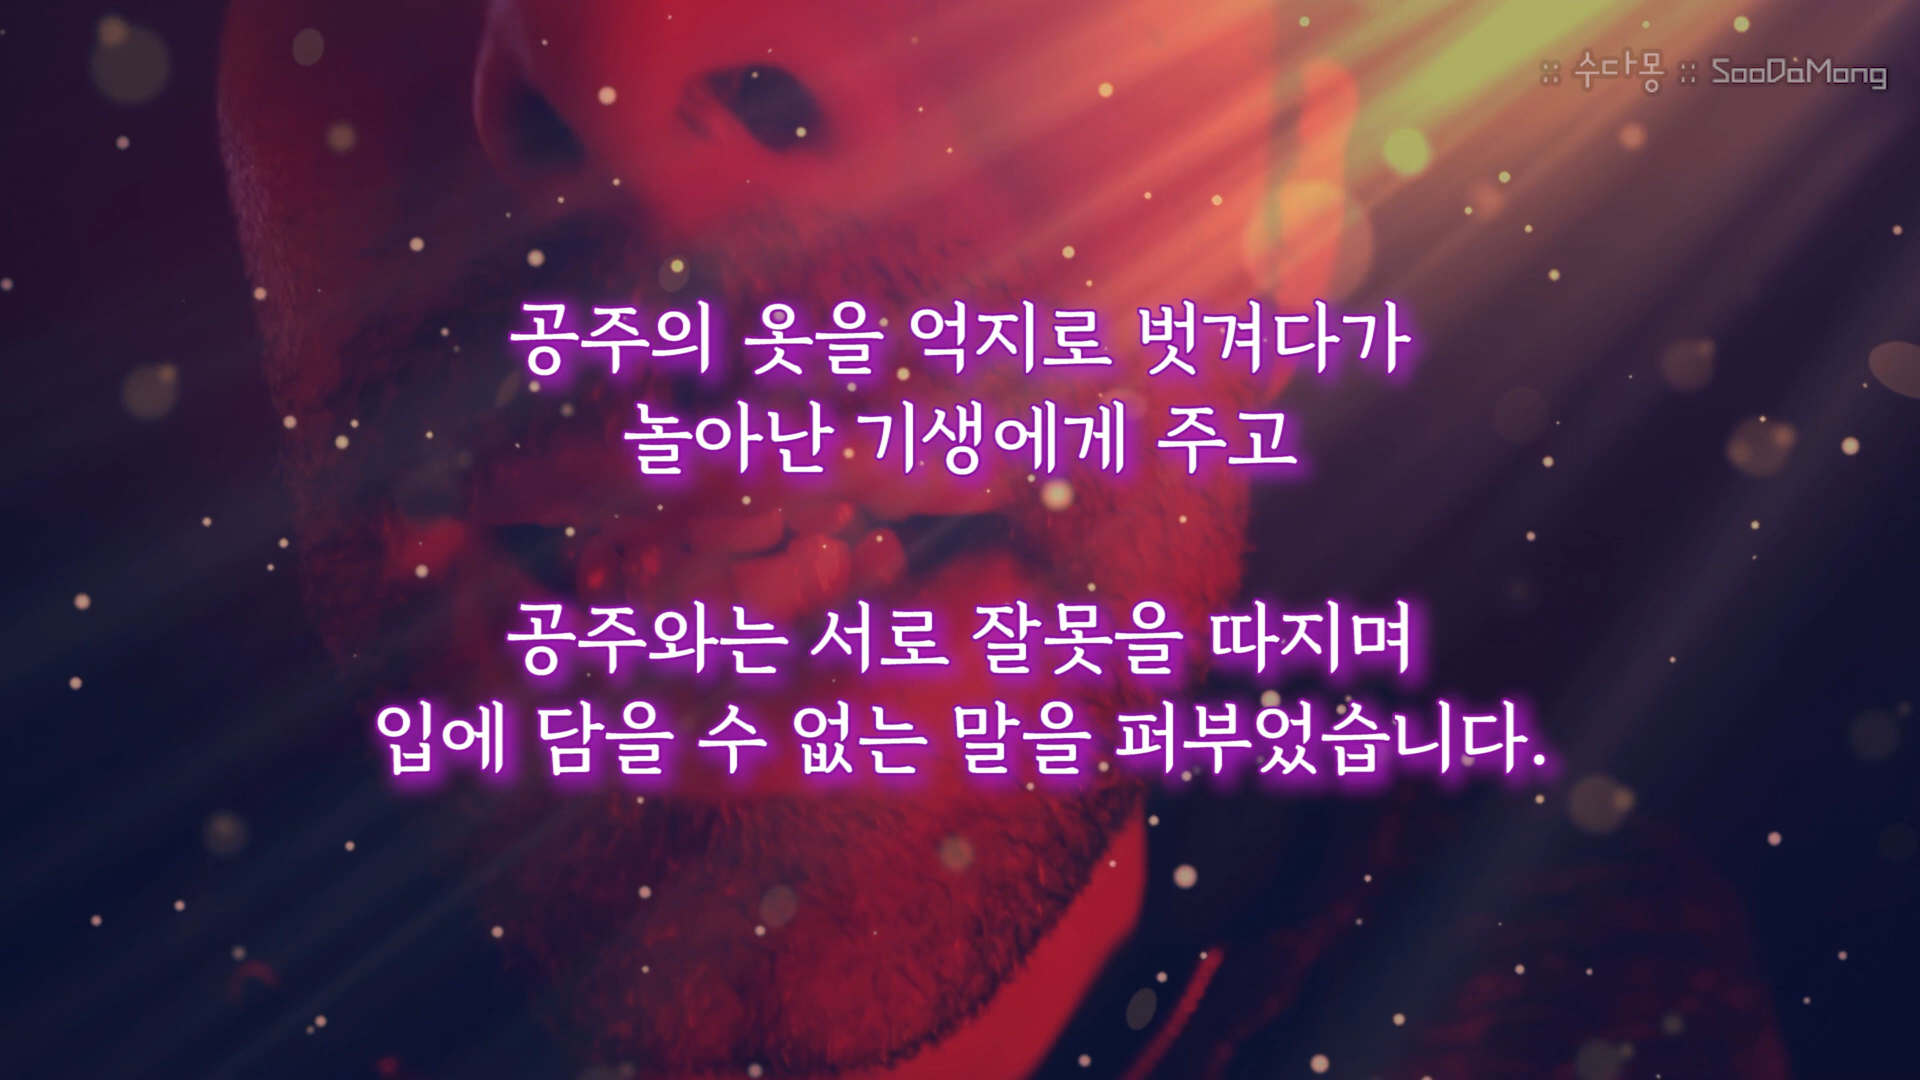 :: 수다몽 :: SooDaMong
공주의 옷을 억지로 벗겨다가
놀아난 기생에게 주고
공주와는 서로 잘못을 따지며
입에 담을 수 없는 말을 퍼부었습니다.